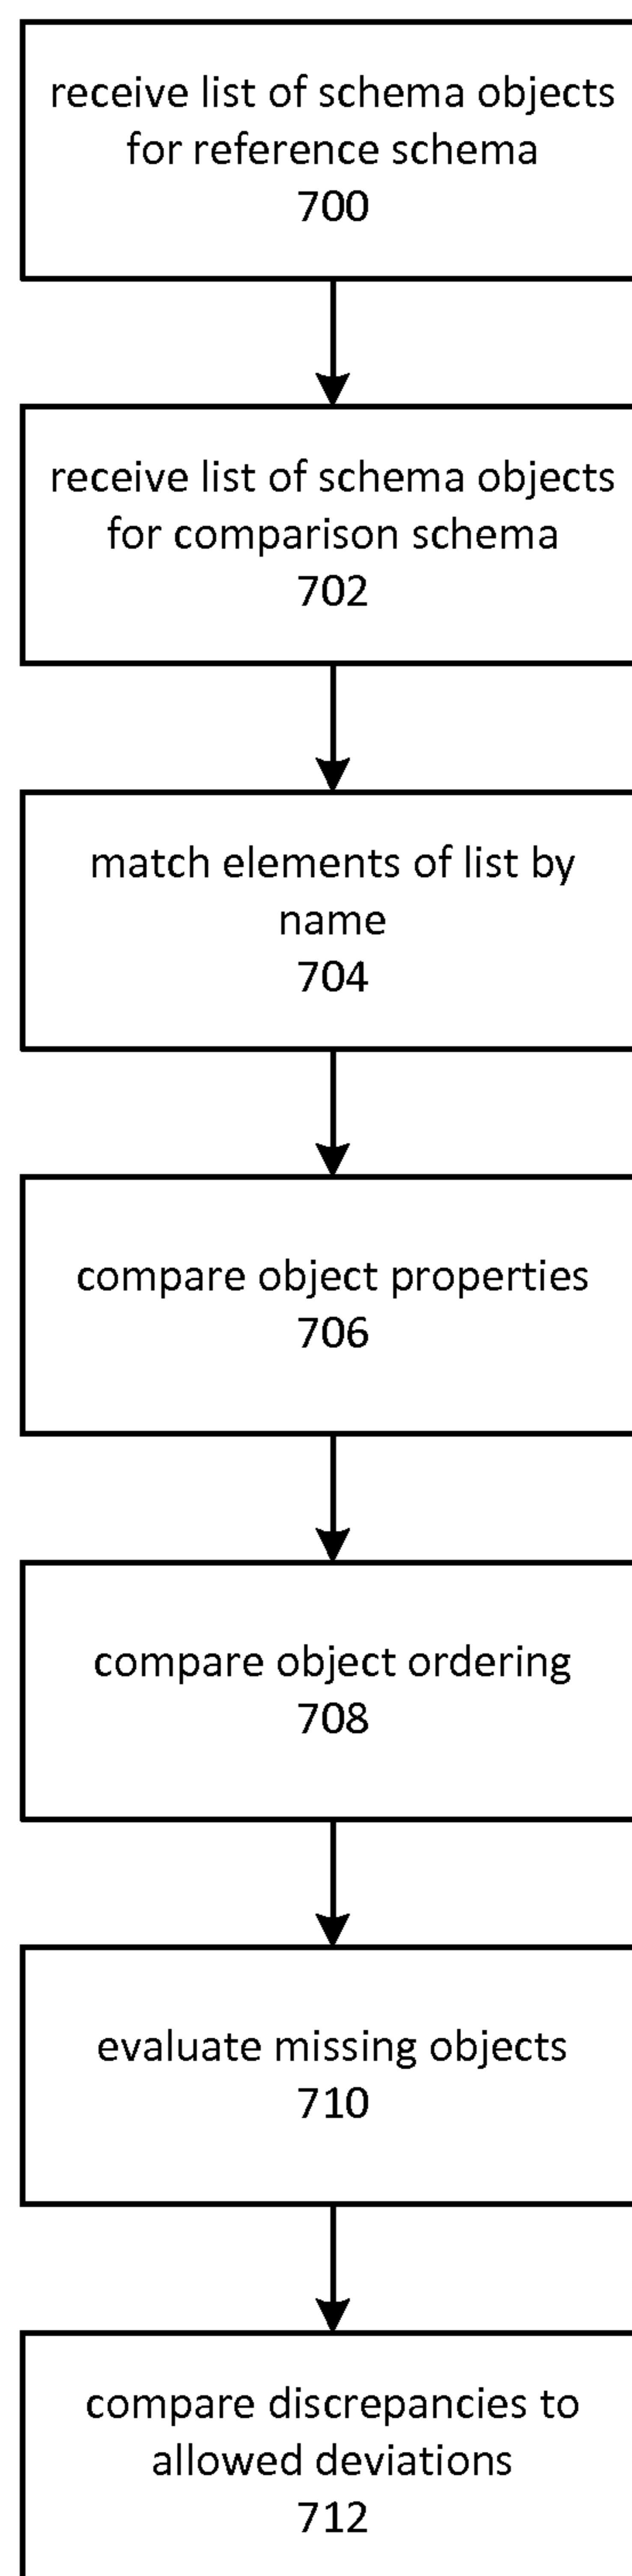 receive list of schema objects
for reference schema
700
receive list of schema objects
for comparison schema
702
match elements of list by
name
704
compare object properties
706
compare object ordering
708
evaluate missing objects
710
compare discrepancies to
allowed deviations
712